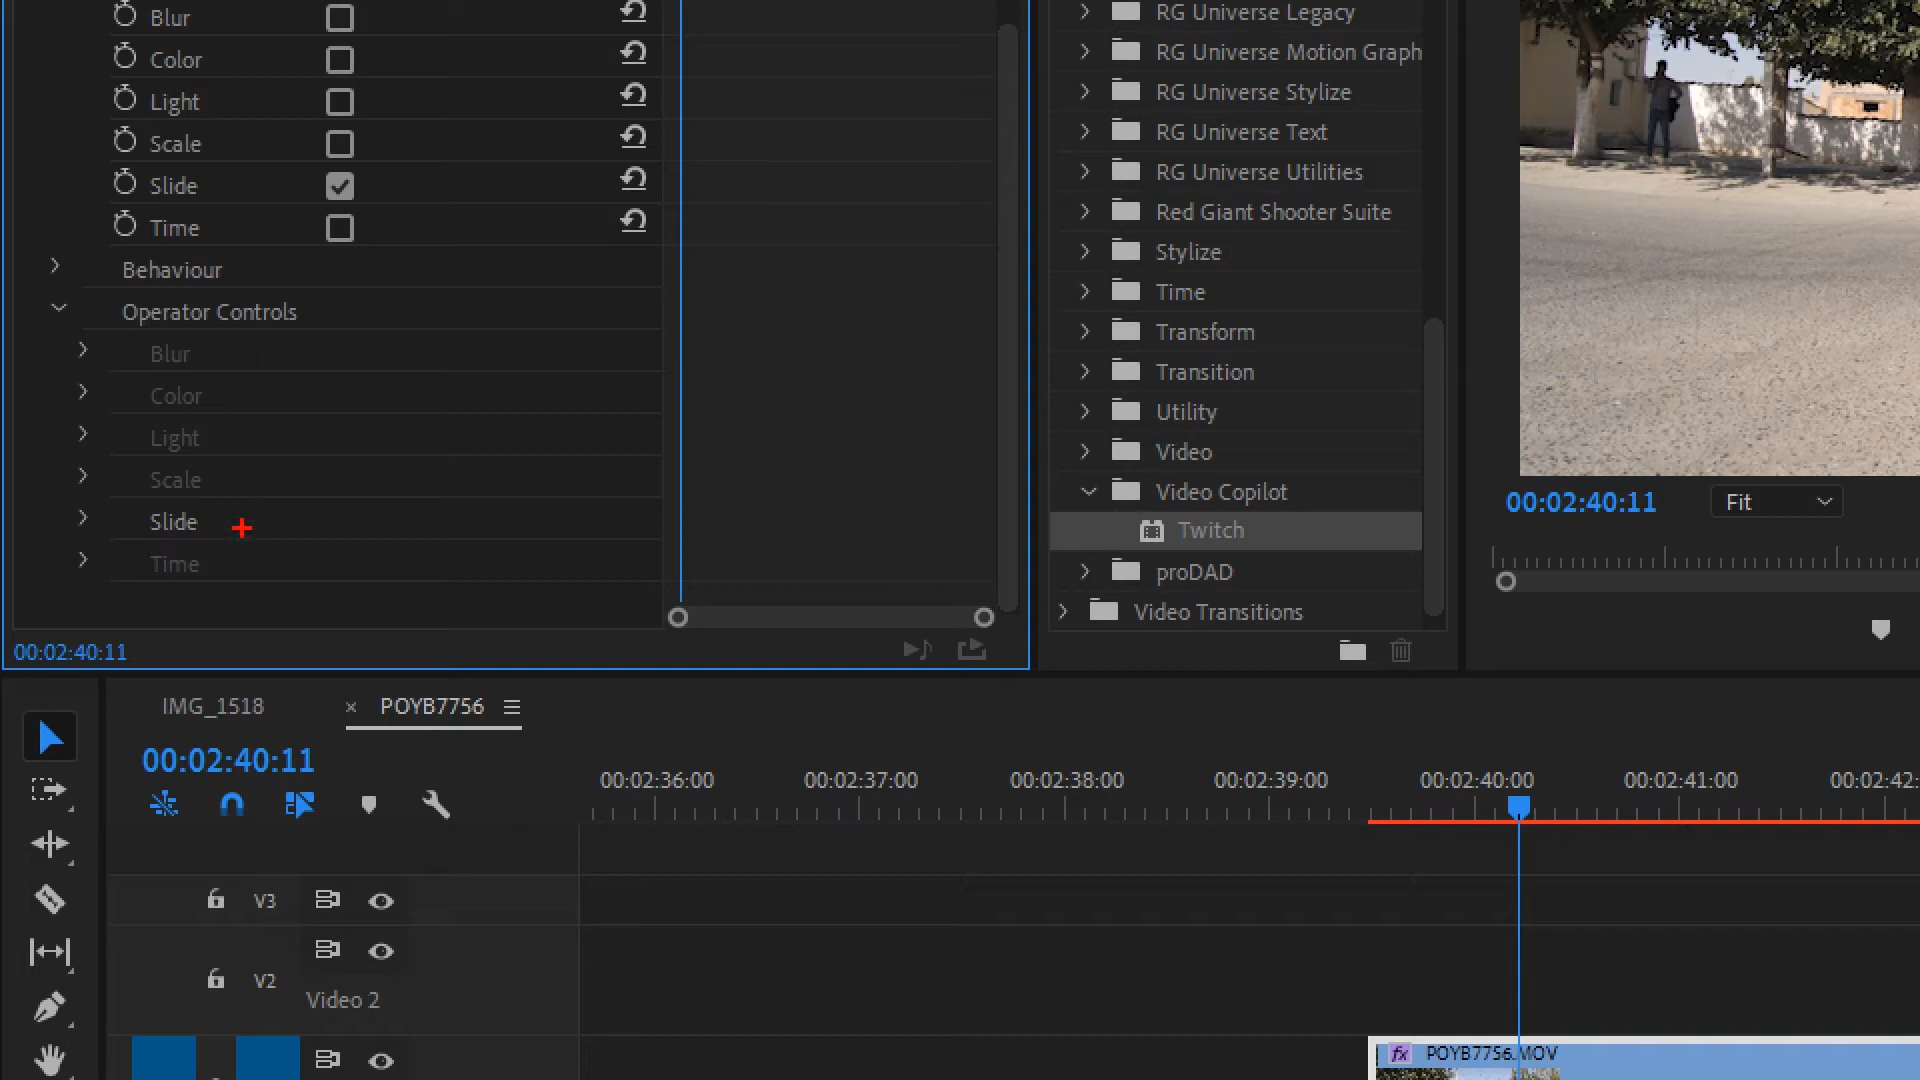 Blur
Color
Light
Scale
Slide
Time
Behaviour
Operator Controls
Blur
Color
Light
Scale
Slide
Time
00:02:40:11
RG Universe Legacy
RG Universe Motion Graph
RG Universe Stylize
RG Universe Text
RG Universe Utilities
Red Giant Shooter Suite
Stylize
Time
Transform
Transition
Utility
Video
Video Copilot
Twitch
proDAD
Video Transitions
00:02:40:11 Fit
IMG_1518 × POYB7756
00:02:40:11
00:02:36:00 00:02:37:00 00:02:38:00 00:02:39:00 00:02:40:00 00:02:41:00 00:02:42:
V3
V2
Video 2
fx POYB7756.MOV